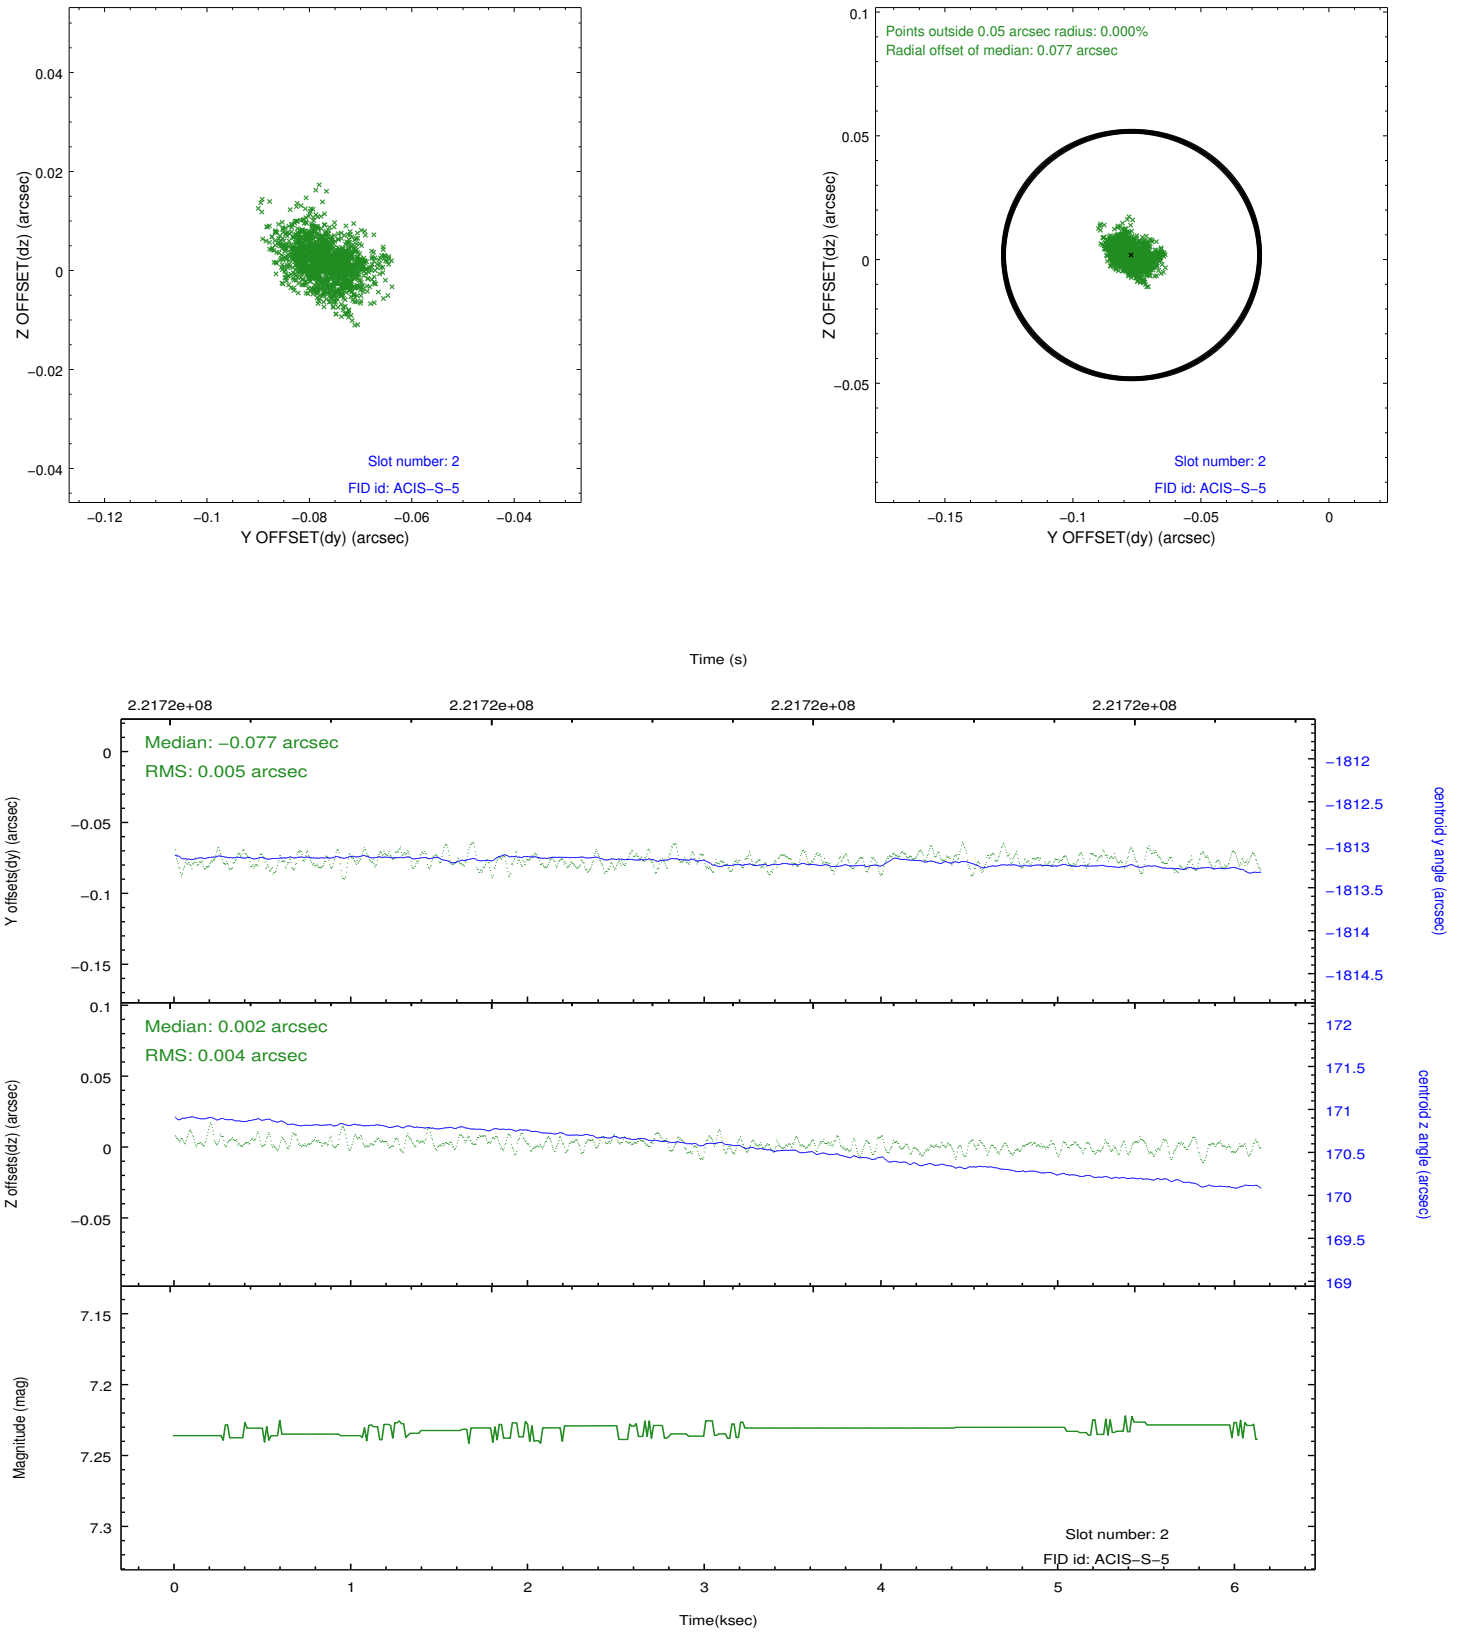 0.04
0.02
0
−0.02
−0.04
Z OFFSET(dz) (arcsec)
Slot number: 2
FID id: ACIS−S−5
−0.12
−0.1
−0.08
−0.06
−0.04
Y OFFSET(dy) (arcsec)
0.1
0.05
0
−0.05
Z OFFSET(dz) (arcsec)
Points outside 0.05 arcsec radius: 0.000%
Radial offset of median: 0.077 arcsec
Slot number: 2
FID id: ACIS−S−5
−0.15
−0.1
−0.05
0
Y OFFSET(dy) (arcsec)
Time (s)
2.2172e+08
2.2172e+08
2.2172e+08
2.2172e+08
Median: −0.077 arcsec
RMS: 0.005 arcsec
0
−0.05
−0.1
−0.15
Y offsets(dy) (arcsec)
−1812
−1812.5
−1813
−1813.5
−1814
−1814.5
centroid y angle (arcsec)
Median: 0.002 arcsec
RMS: 0.004 arcsec
0.1
0.05
0
−0.05
Z offsets(dz) (arcsec)
172
171.5
171
170.5
170
169.5
169
centroid z angle (arcsec)
7.15
7.2
7.25
7.3
Magnitude (mag)
Slot number: 2
FID id: ACIS−S−5
0
1
2
3
4
5
6
Time(ksec)